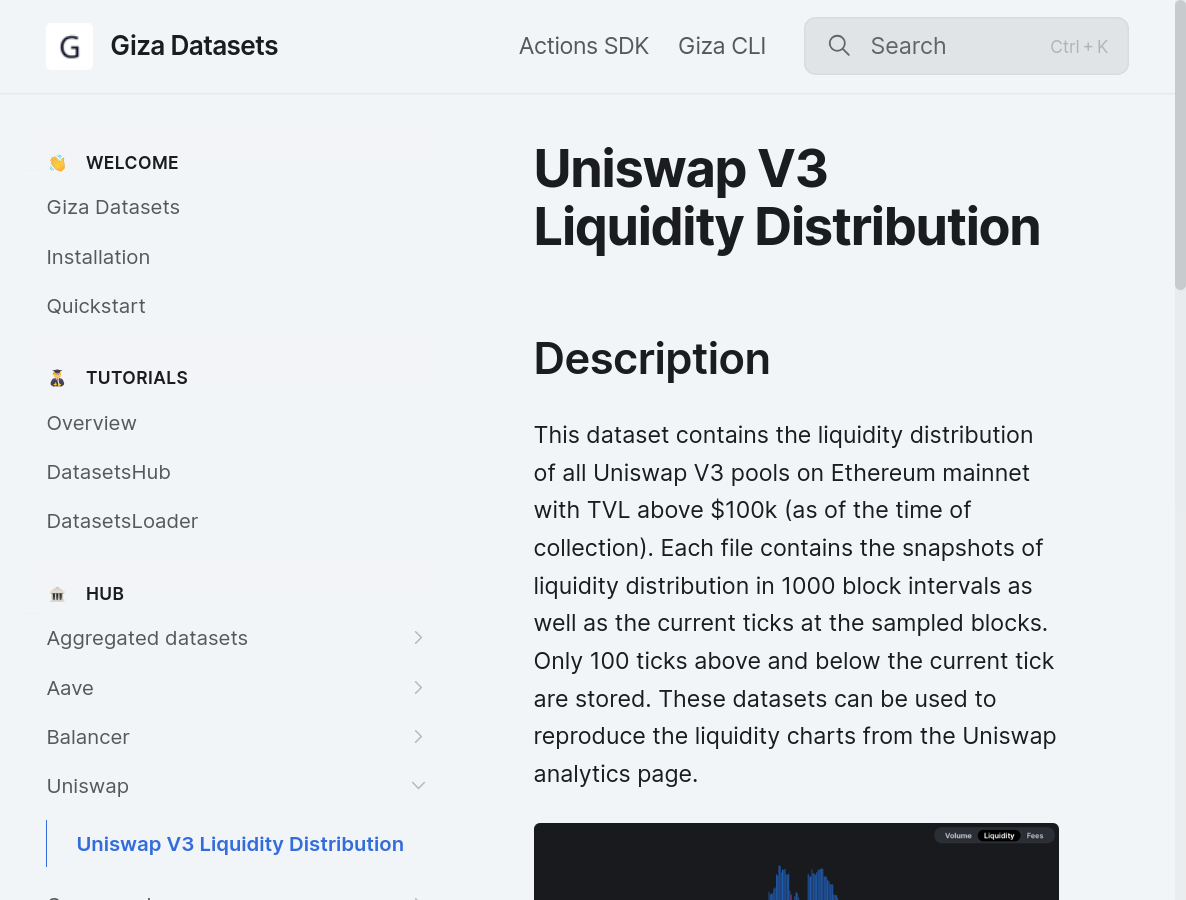 G Giza Datasets
Actions SDK Giza CLI Search Ctrl + K
WELCOME
Giza Datasets
Installation
Quickstart
TUTORIALS
Overview
DatasetsHub
DatasetsLoader
HUB
Aggregated datasets
Aave
Balancer
Uniswap
Uniswap V3 Liquidity Distribution
Uniswap V3
Liquidity Distribution
Description
This dataset contains the liquidity distribution
of all Uniswap V3 pools on Ethereum mainnet
with TVL above $100k (as of the time of
collection). Each file contains the snapshots of
liquidity distribution in 1000 block intervals as
well as the current ticks at the sampled blocks.
Only 100 ticks above and below the current tick
are stored. These datasets can be used to
reproduce the liquidity charts from the Uniswap
analytics page.
Volume Liquidity Fees